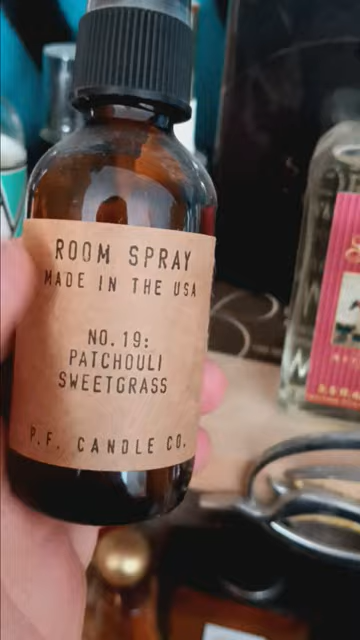 ROOM SPRAY
MADE IN THE USA
NO.19:
PATCHOULI
SWEETGRASS
P.F. CANDLE CO.